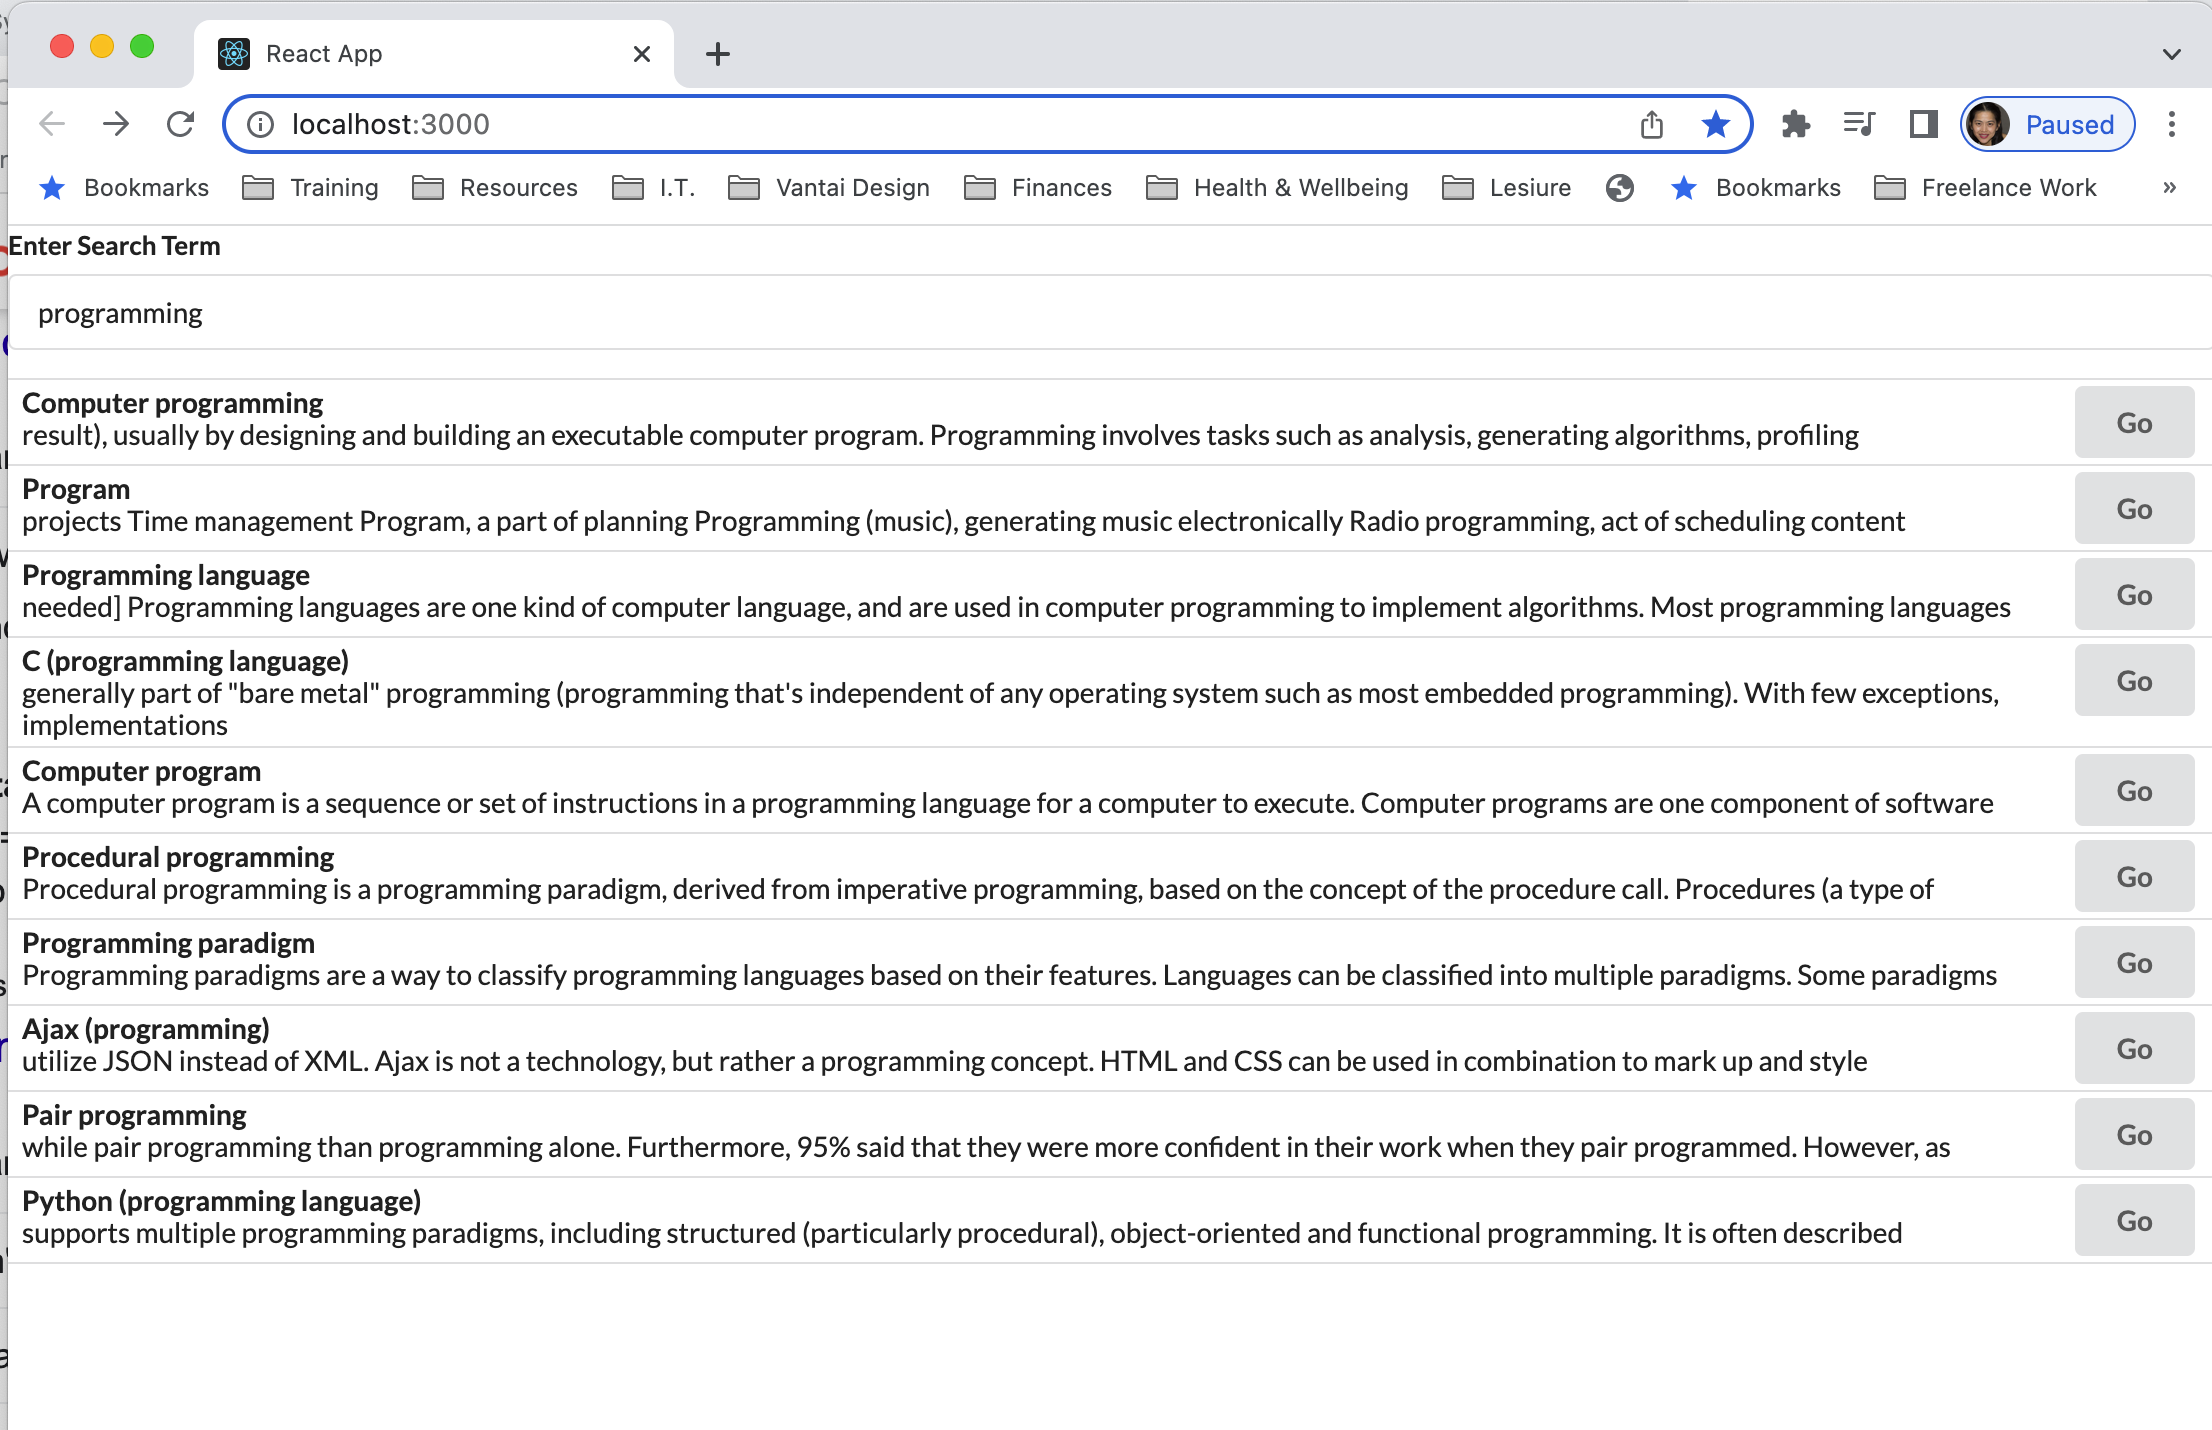 React App
localhost:3000
Paused
Bookmarks Training Resources I.T. Vantai Design Finances Health & Wellbeing Lesiure Bookmarks Freelance Work »
Enter Search Term
programming
Computer programming
result), usually by designing and building an executable computer program. Programming involves tasks such as analysis, generating algorithms, profiling
Go
Program
projects Time management Program, a part of planning Programming (music), generating music electronically Radio programming, act of scheduling content
Go
Programming language
needed] Programming languages are one kind of computer language, and are used in computer programming to implement algorithms. Most programming languages
Go
C (programming language)
generally part of "bare metal" programming (programming that's independent of any operating system such as most embedded programming). With few exceptions,
implementations
Go
Computer program
A computer program is a sequence or set of instructions in a programming language for a computer to execute. Computer programs are one component of software
Go
Procedural programming
Procedural programming is a programming paradigm, derived from imperative programming, based on the concept of the procedure call. Procedures (a type of
Go
Programming paradigm
Programming paradigms are a way to classify programming languages based on their features. Languages can be classified into multiple paradigms. Some paradigms
Go
Ajax (programming)
utilize JSON instead of XML. Ajax is not a technology, but rather a programming concept. HTML and CSS can be used in combination to mark up and style
Go
Pair programming
while pair programming than programming alone. Furthermore, 95% said that they were more confident in their work when they pair programmed. However, as
Go
Python (programming language)
supports multiple programming paradigms, including structured (particularly procedural), object-oriented and functional programming. It is often described
Go